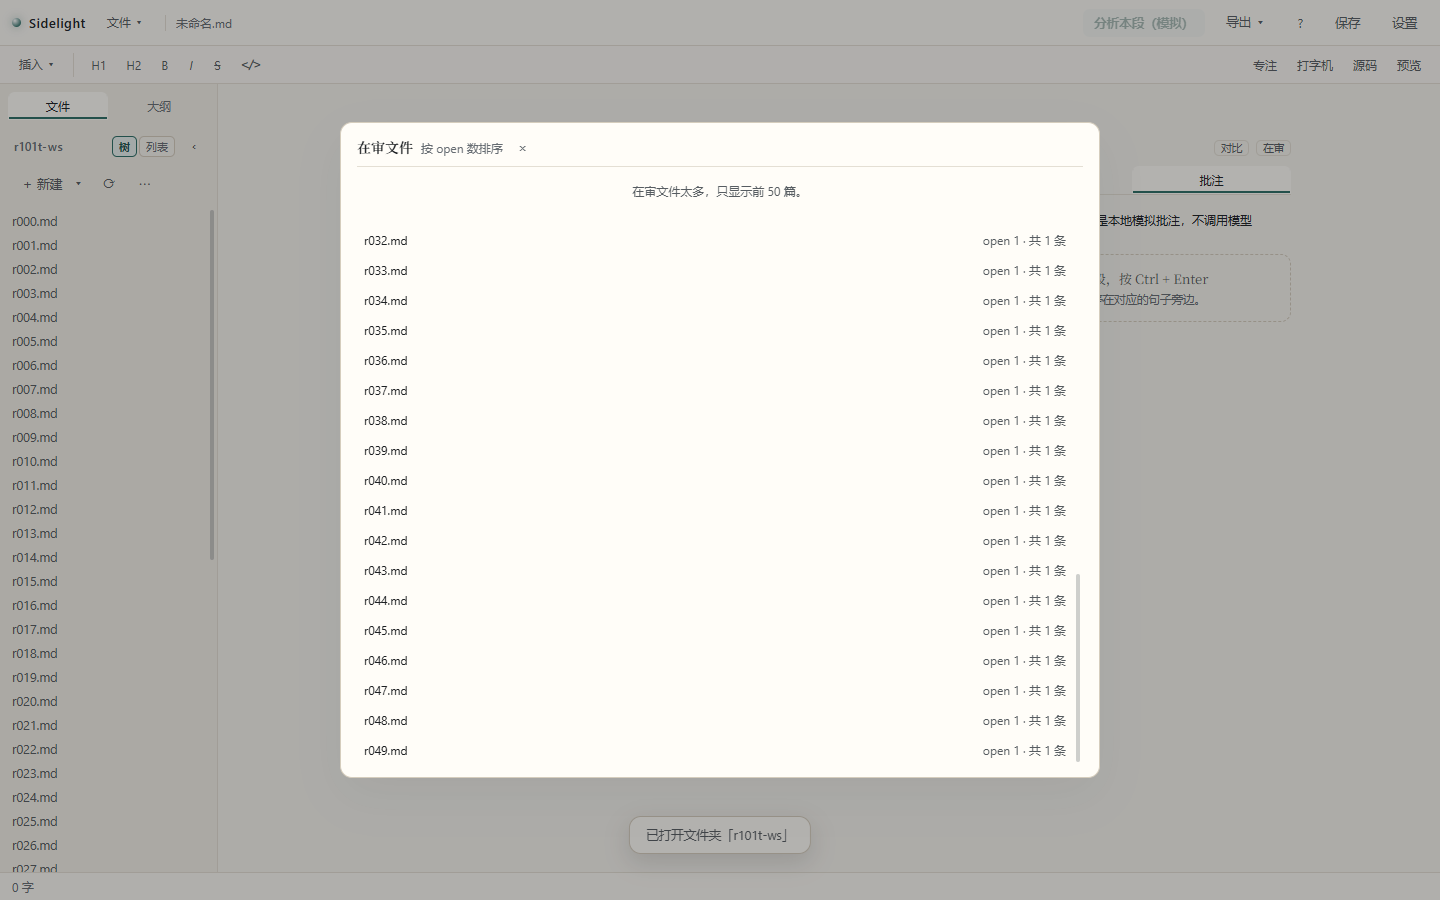 Sidelight 文件 未命名.md 分析本段（模拟） 导出 ? 保存 设置
插入 H1 H2 B I S </> 专注 打字机 源码 预览
文件 大纲
r101t-ws 树 列表 ‹
+ 新建 ⟳ ···
r000.md
r001.md
r002.md
r003.md
r004.md
r005.md
r006.md
r007.md
r008.md
r009.md
r010.md
r011.md
r012.md
r013.md
r014.md
r015.md
r016.md
r017.md
r018.md
r019.md
r020.md
r021.md
r022.md
r023.md
r024.md
r025.md
r026.md
r027.md
在审文件 按 open 数排序 ×
在审文件太多，只显示前 50 篇。
r032.md open 1 · 共 1 条
r033.md open 1 · 共 1 条
r034.md open 1 · 共 1 条
r035.md open 1 · 共 1 条
r036.md open 1 · 共 1 条
r037.md open 1 · 共 1 条
r038.md open 1 · 共 1 条
r039.md open 1 · 共 1 条
r040.md open 1 · 共 1 条
r041.md open 1 · 共 1 条
r042.md open 1 · 共 1 条
r043.md open 1 · 共 1 条
r044.md open 1 · 共 1 条
r045.md open 1 · 共 1 条
r046.md open 1 · 共 1 条
r047.md open 1 · 共 1 条
r048.md open 1 · 共 1 条
r049.md open 1 · 共 1 条
对比 在审
批注
是本地模拟批注，不调用模型
，按 Ctrl + Enter
在对应的句子旁边。
已打开文件夹「r101t-ws」
0 字